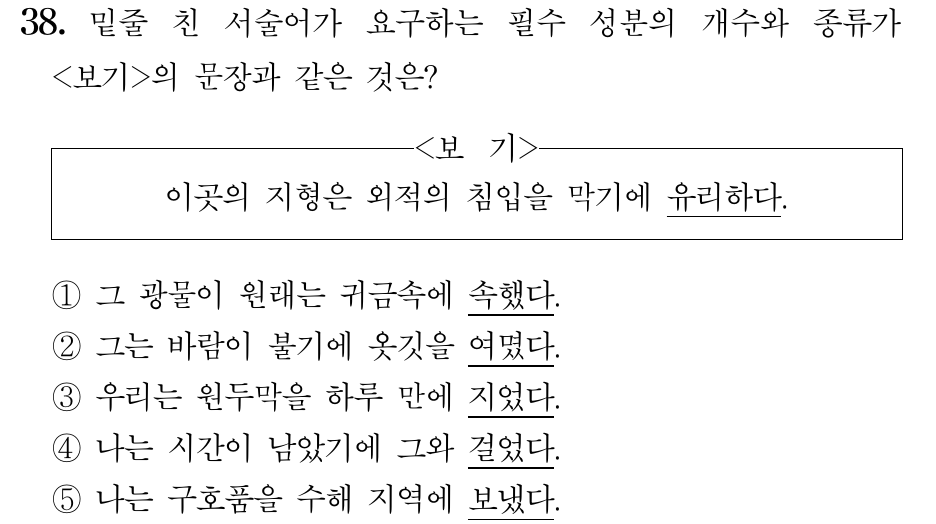 38. 밑줄 친 서술어가 요구하는 필수 성분의 개수와 종류가
<보기>의 문장과 같은 것은?
<보 기>
이곳의 지형은 외적의 침입을 막기에 유리하다.
① 그 광물이 원래는 귀금속에 속했다.
② 그는 바람이 불기에 옷깃을 여몄다.
③ 우리는 원두막을 하루 만에 지었다.
④ 나는 시간이 남았기에 그와 걸었다.
⑤ 나는 구호품을 수해 지역에 보냈다.